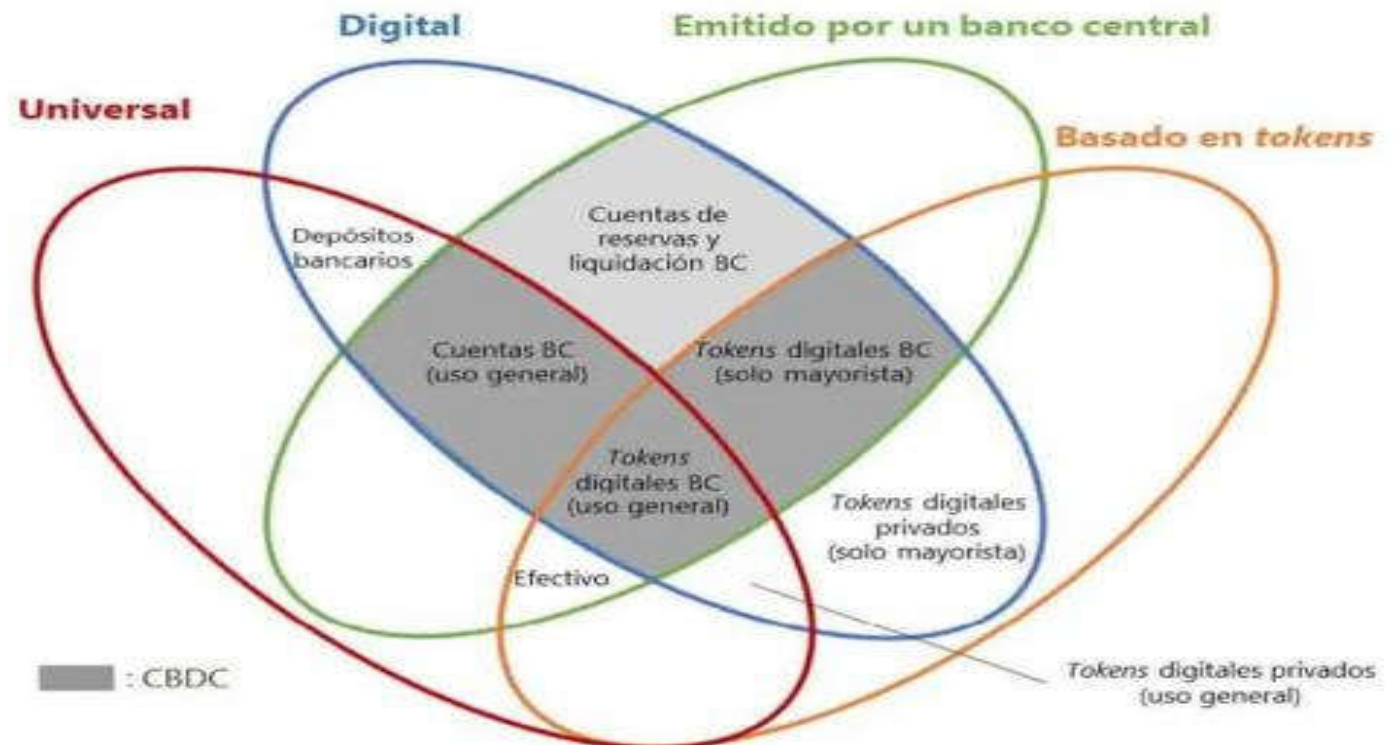 Digital
Emitido por un banco central
Universal
Basado en tokens
Cuentas de
reservas y
liquidación BC
Depósitos
bancarios
Cuentas BC
(uso general)
Tokens digitales BC
(solo mayorista)
Tokens
digitales BC
(uso general)
Tokens digitales
privados
(solo mayorista)
Efectivo
: CBDC
Tokens digitales privados
(uso general)